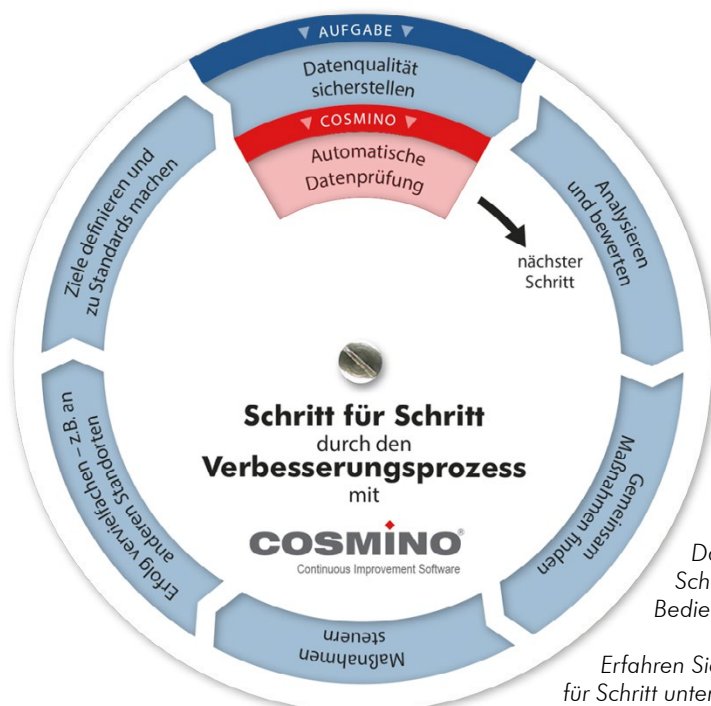 ▼ AUFGABE ▼
Datenqualität
sicherstellen
▼ COSMINO ▼
Automatische
Datenprüfung
nächster
Schritt
Analysieren
und bewerten
Gemeinsam
Maßnahmen finden
Maßnahmen
steuern
Erfolg vervielfachen – z.B. an
anderen Standorten
Ziele definieren und
zu Standards machen
Schritt für Schritt
durch den
Verbesserungsprozess
mit
COSMINO®
Continuous Improvement Software
Erfahren Sie
für Schritt unter